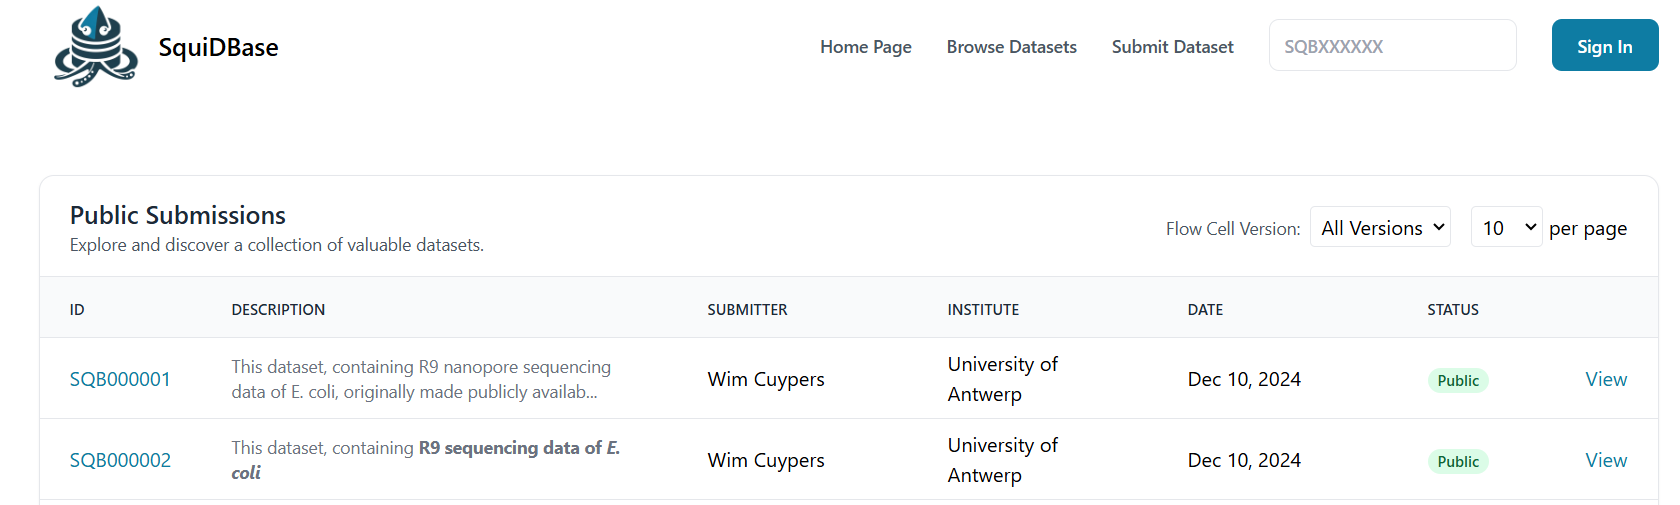 SquiDBase
Home Page Browse Datasets Submit Dataset SQBXXXXXX Sign In
Public Submissions
Explore and discover a collection of valuable datasets.
Flow Cell Version: All Versions 10 per page
ID DESCRIPTION SUBMITTER INSTITUTE DATE STATUS
SQB000001
This dataset, containing R9 nanopore sequencing
data of E. coli, originally made publicly availab...
Wim Cuypers
University of
Antwerp
Dec 10, 2024
Public
View
SQB000002
This dataset, containing R9 sequencing data of E.
coli
Wim Cuypers
University of
Antwerp
Dec 10, 2024
Public
View